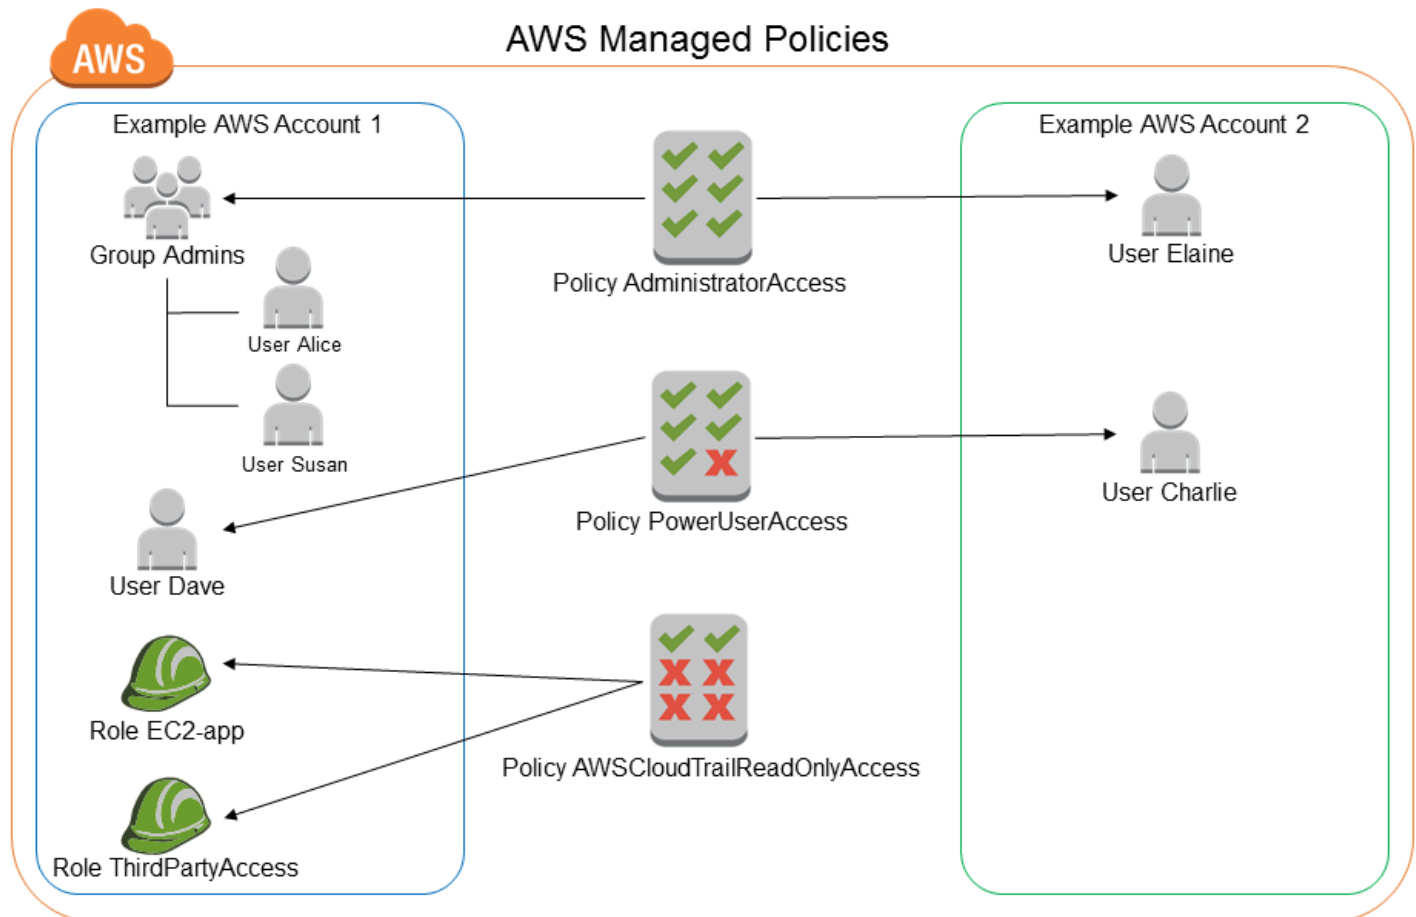 AWS
AWS Managed Policies
Example AWS Account 1
Group Admins
User Alice
User Susan
User Dave
Role EC2-app
Role ThirdPartyAccess
Policy AdministratorAccess
Policy PowerUserAccess
Policy AWSCloudTrailReadOnlyAccess
Example AWS Account 2
User Elaine
User Charlie